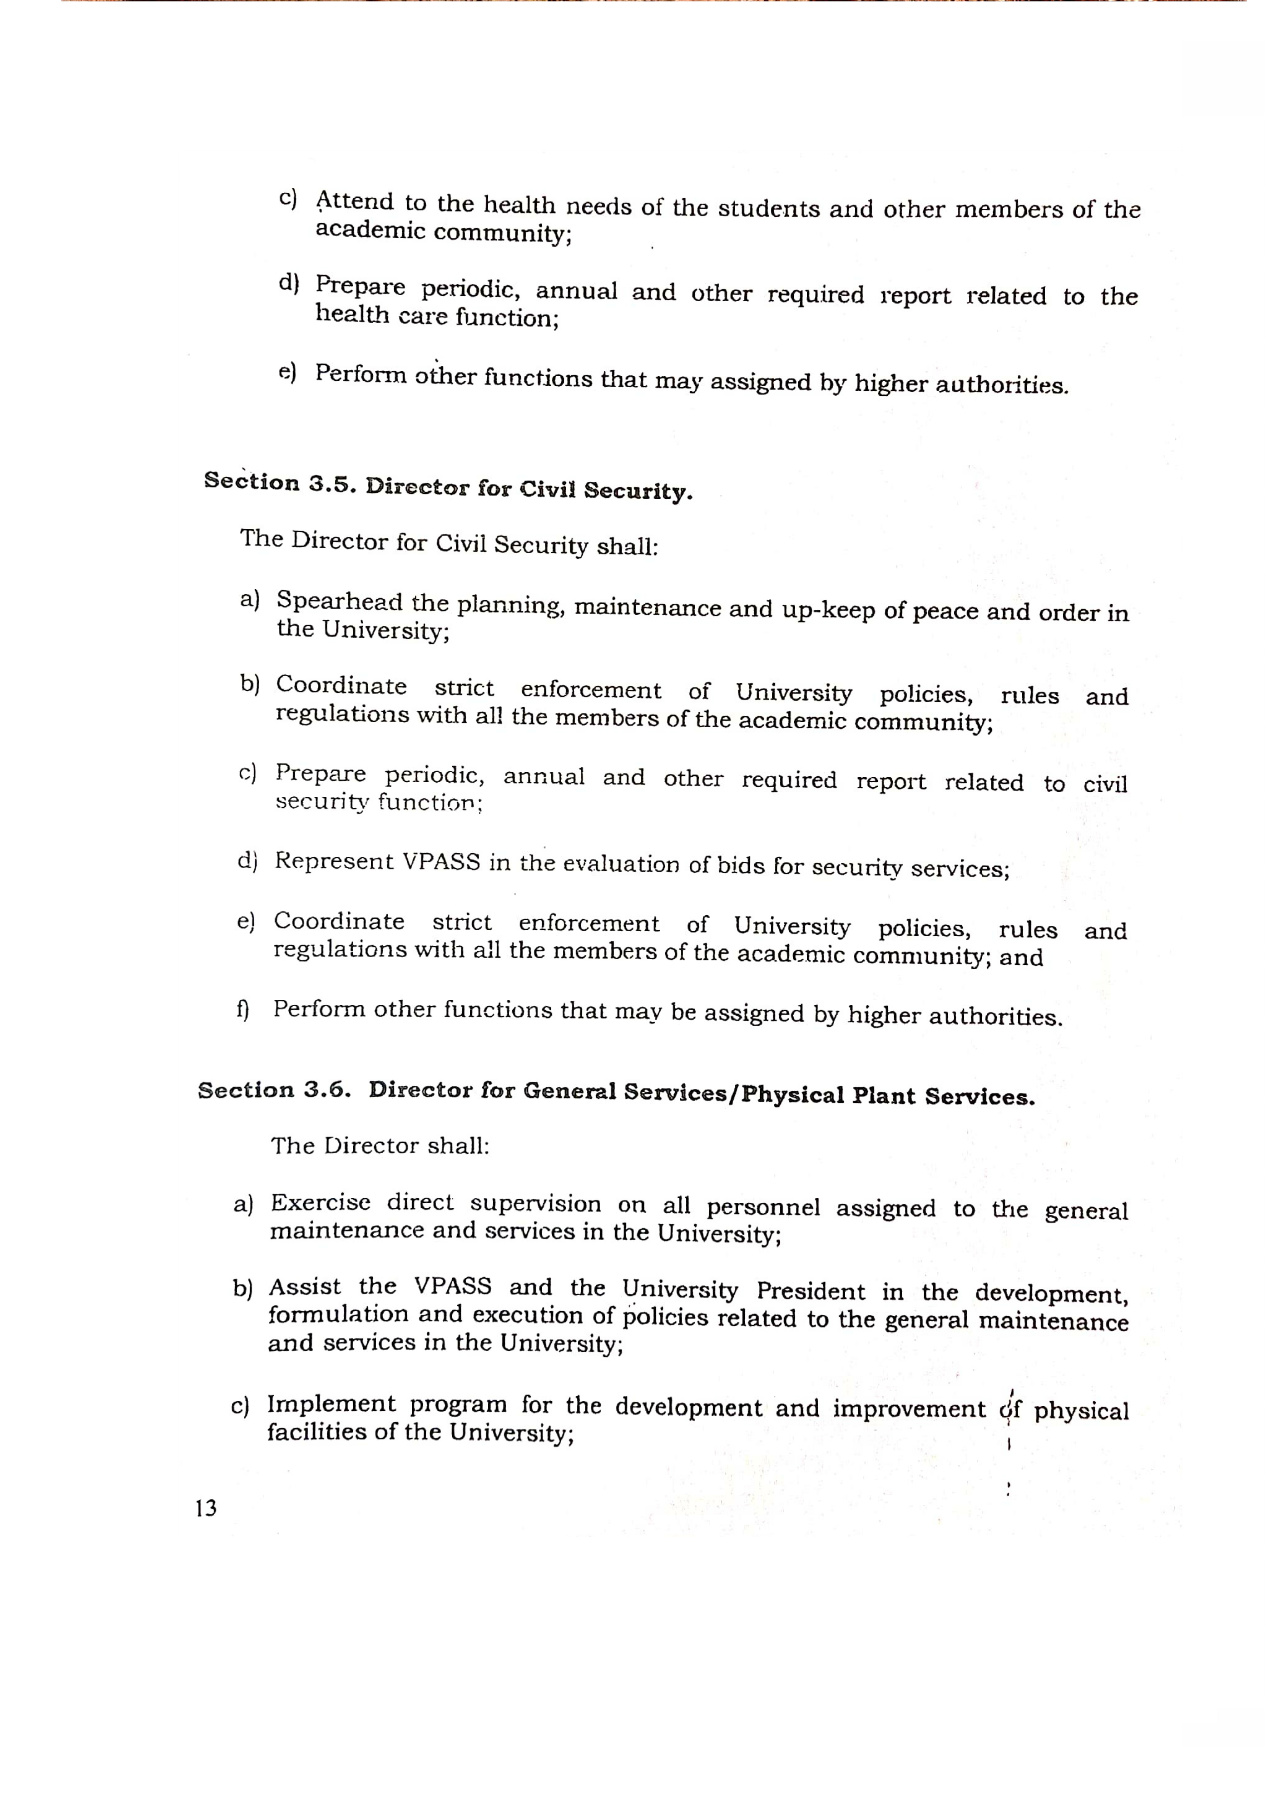 c) Attend to the health needs of the students and other members of the
academic community;
d) Prepare periodic, annual and other required report related to the
health care function;
e) Perform other functions that may assigned by higher authorities.
Section 3.5. Director for Civil Security.
The Director for Civil Security shall:
a) Spearhead the planning, maintenance and up-keep of peace and order in
the University;
b) Coordinate strict enforcement of University policies, rules and
regulations with all the members of the academic community;
c) Prepare periodic, annual and other required report related to civil
security function;
d) Represent VPASS in the evaluation of bids for security services;
e) Coordinate strict enforcement of University policies, rules and
regulations with all the members of the academic community; and
f) Perform other functions that may be assigned by higher authorities.
Section 3.6. Director for General Services/Physical Plant Services.
The Director shall:
a) Exercise direct supervision on all personnel assigned to the general
maintenance and services in the University;
b) Assist the VPASS and the University President in the development,
formulation and execution of policies related to the general maintenance
and services in the University;
c) Implement program for the development and improvement of physical
facilities of the University;
13